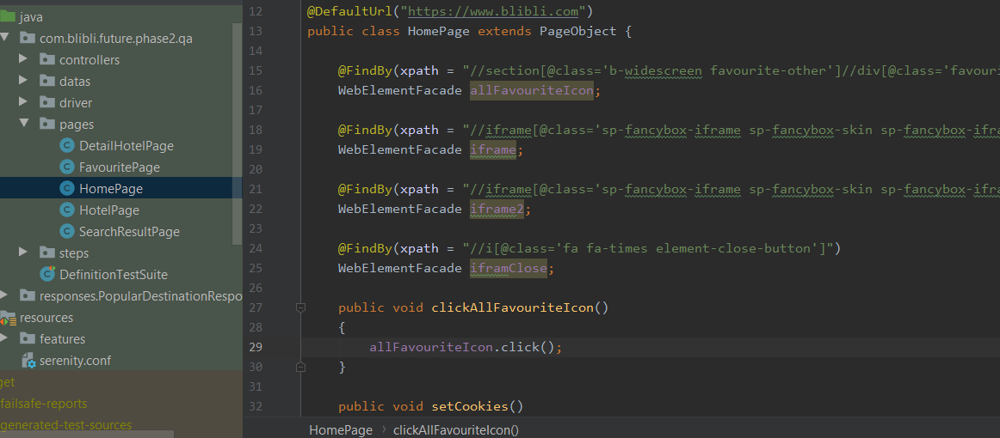 java
com.blibli.future.phase2.qa
controllers
datas
driver
pages
DetailHotelPage
FavouritPage
HomePage
HotelPage
SearchResultPage
steps
DefinitionTestSuite
responses.PopularDestinationRespo
resources
features
serenity.conf
get
failsafe-reports
generated-test-sources
12 @DefaultUrl("https://www.blibli.com")
13 public class HomePage extends PageObject {
14
15 @FindBy(xpath = "//section[@class='b-widescreen favourite-other']//div[@class='favouri
16 WebElementFacade allFavouriteIcon;
17
18 @FindBy(xpath = "//iframe[@class='sp-fancybox-iframe sp-fancybox-skin sp-fancybox-ifra
19 WebElementFacade iframe;
20
21 @FindBy(xpath = "//iframe[@class='sp-fancybox-iframe sp-fancybox-skin sp-fancybox-ifra
22 WebElementFacade iframe2;
23
24 @FindBy(xpath = "//i[@class='fa fa-times element-close-button']")
25 WebElementFacade iframClose;
26
27 public void clickAllFavouriteIcon()
28 {
29 allFavouriteIcon.click();
30 }
31
32 public void setCookies()
HomePage › clickAllFavouriteIcon()